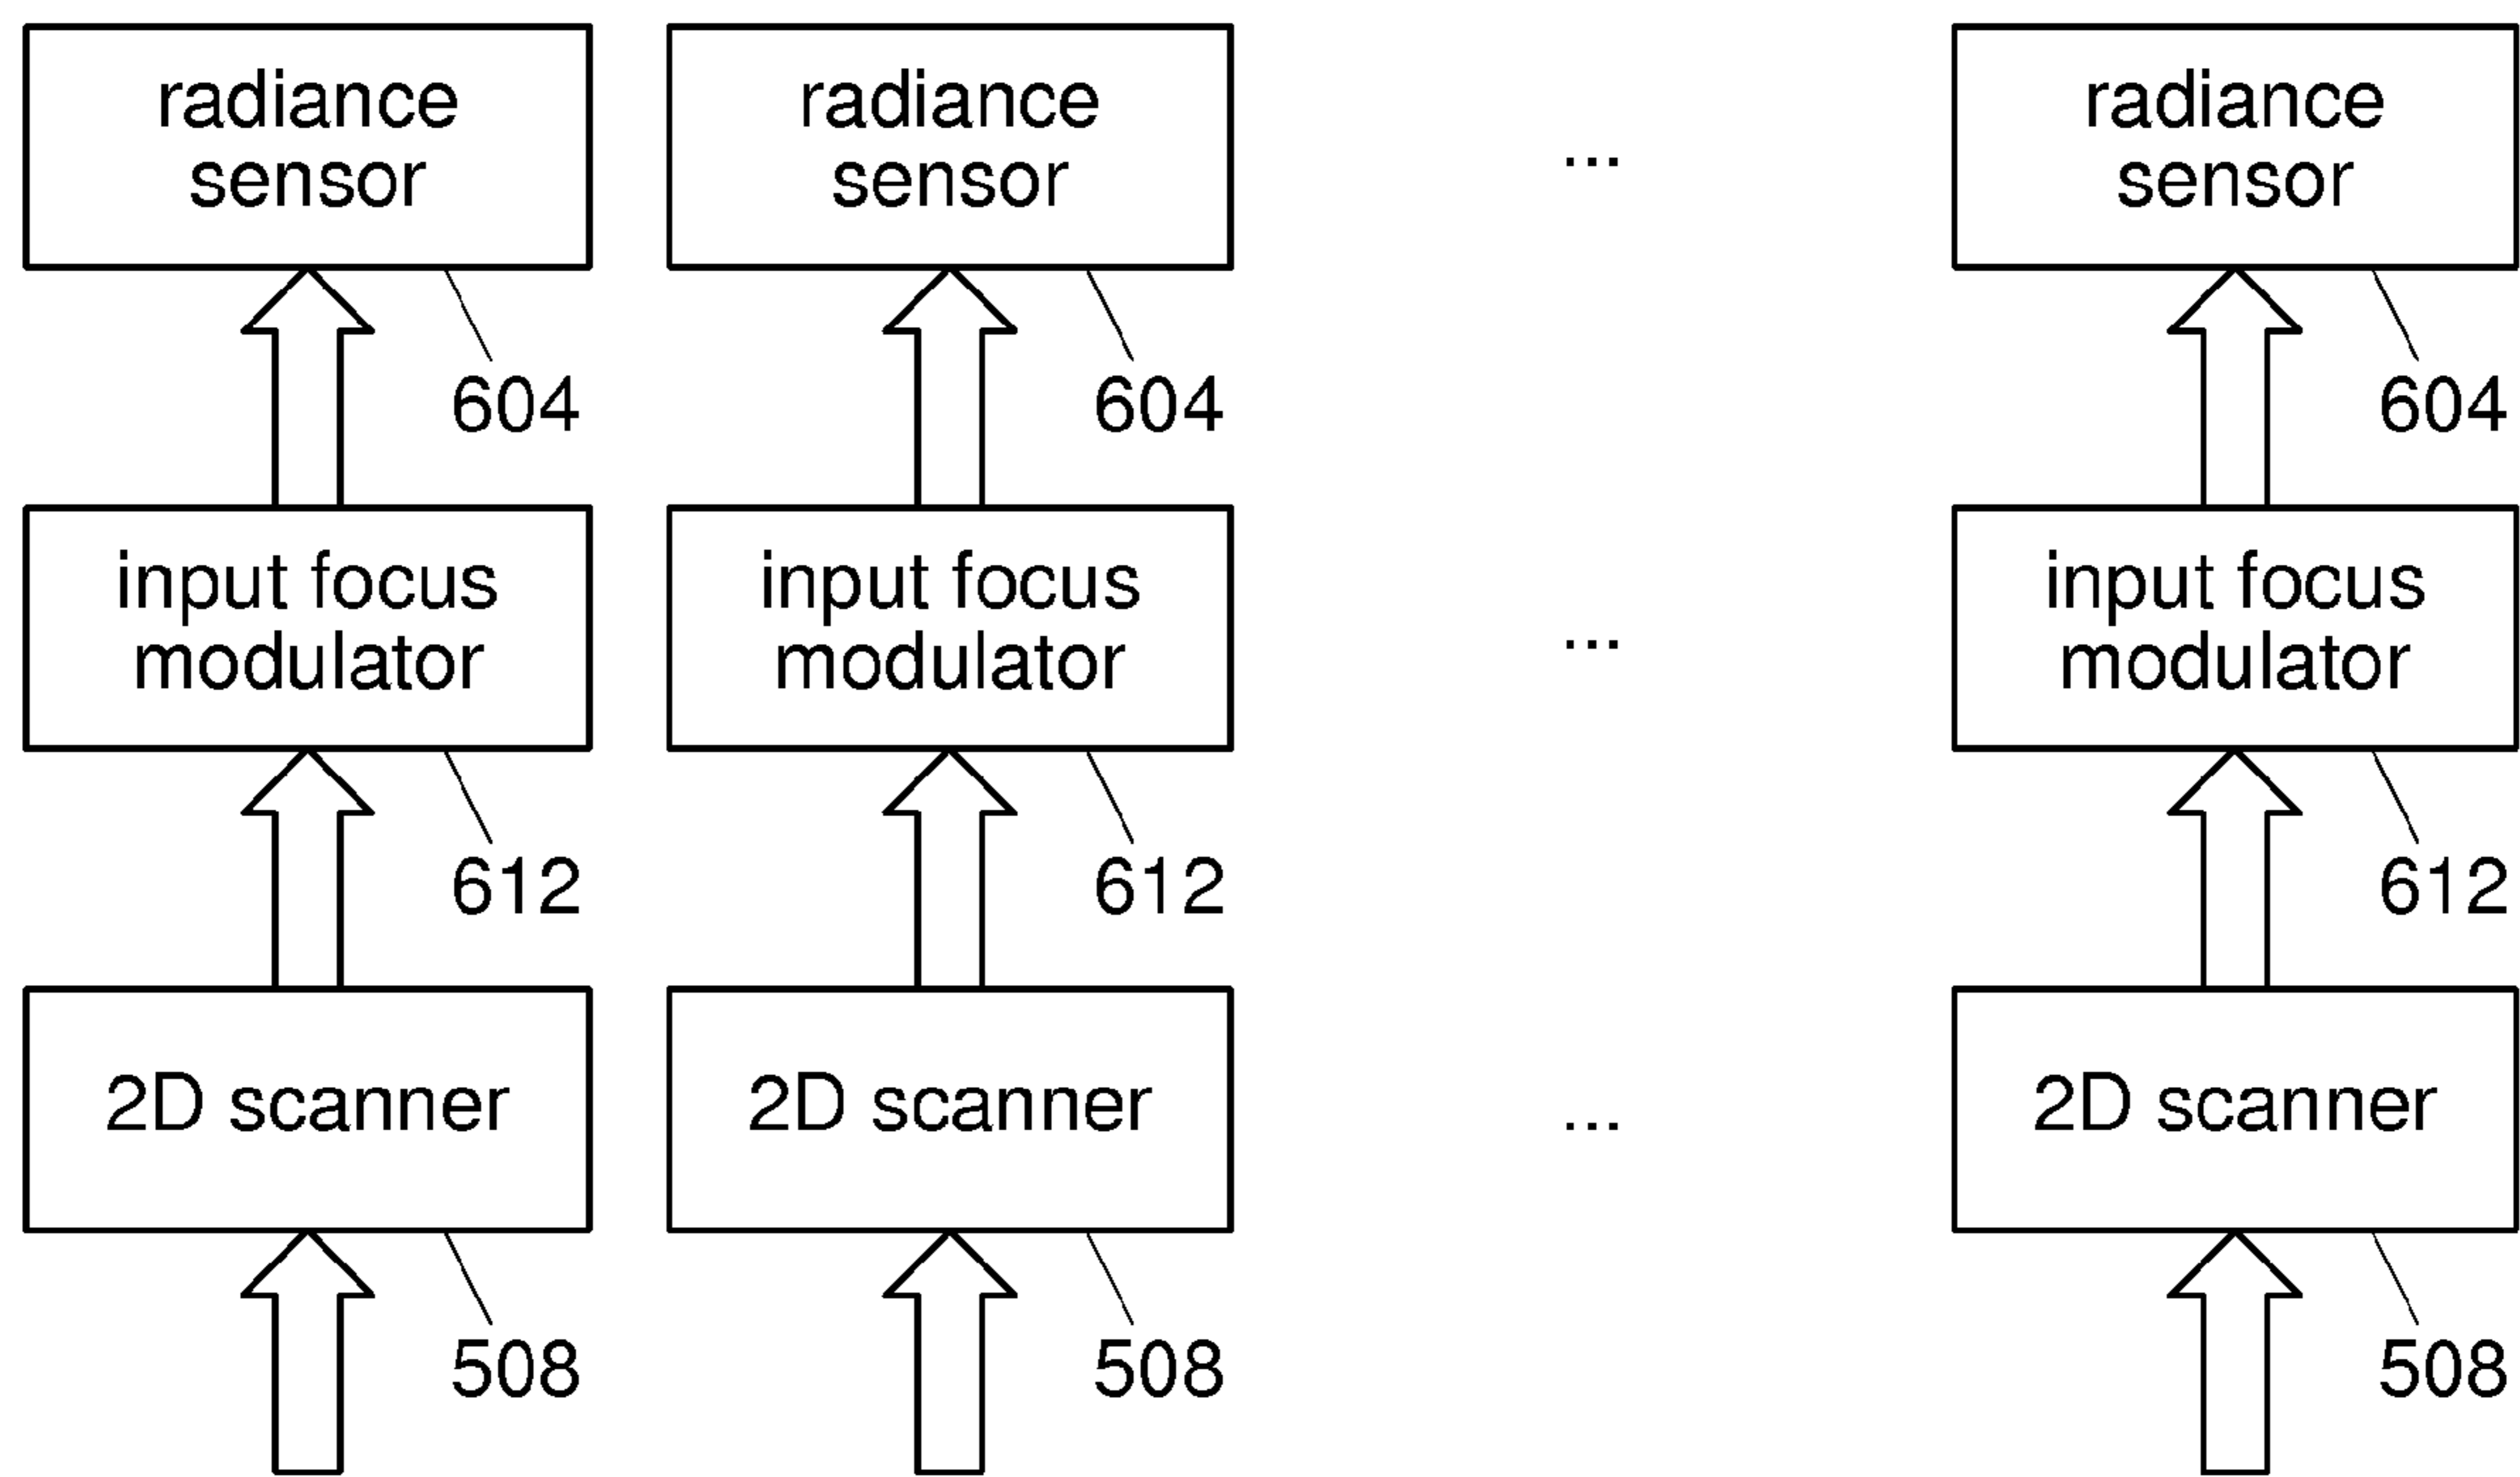 radiance
sensor
radiance
sensor
...
radiance
sensor
604
604
604
input focus
modulator
input focus
modulator
...
input focus
modulator
612
612
612
2D scanner
2D scanner
...
2D scanner
508
508
508